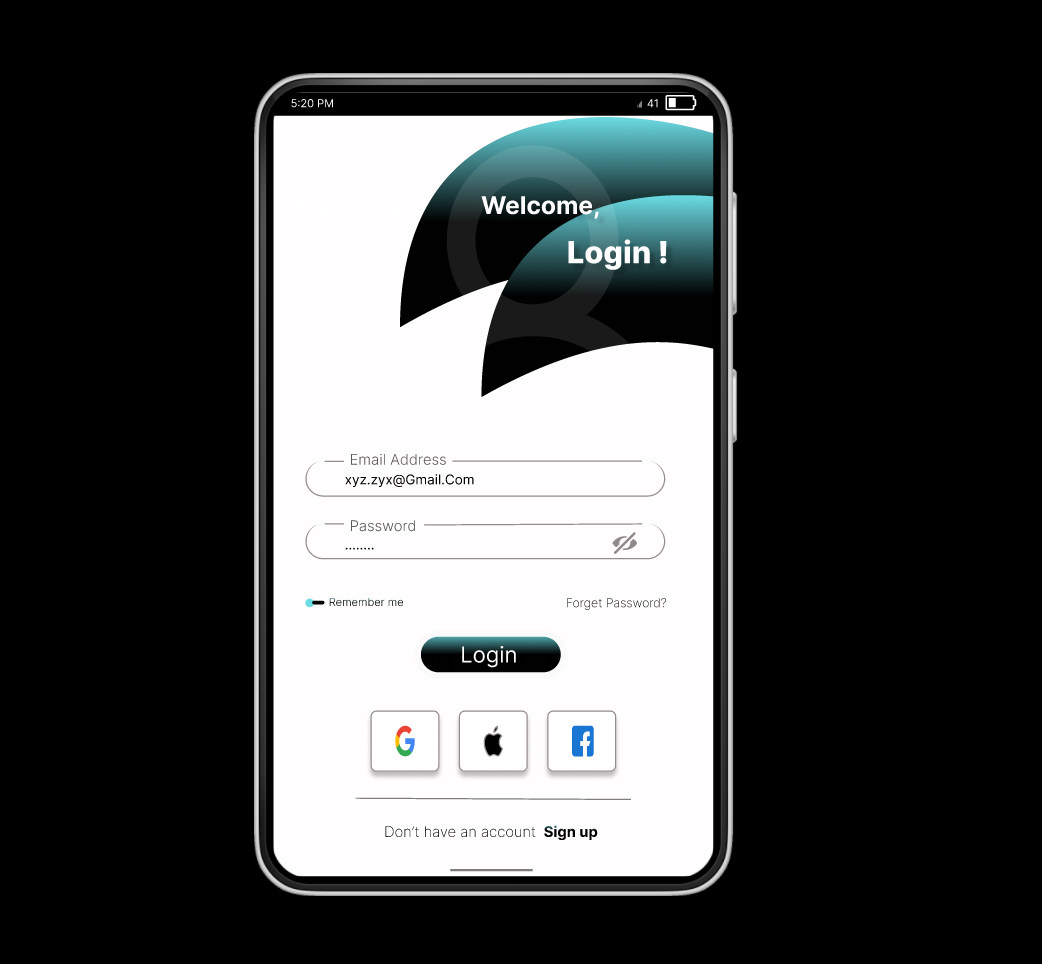 5:20 PM 41
Welcome,
Login !
Email Address
xyz.zyx@Gmail.Com
Password
........
Remember me Forget Password?
Login
Don't have an account Sign up